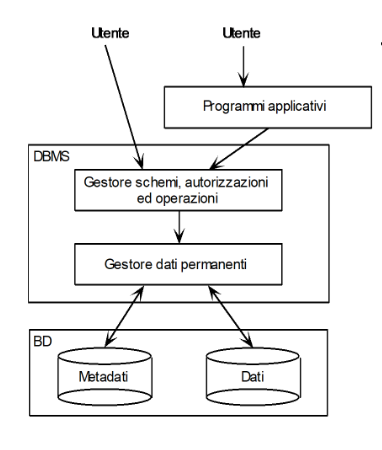 Utente
Utente
Programmi applicativi
DBMS
Gestore schemi, autorizzazioni
ed operazioni
Gestore dati permanenti
BD
Metadati
Dati